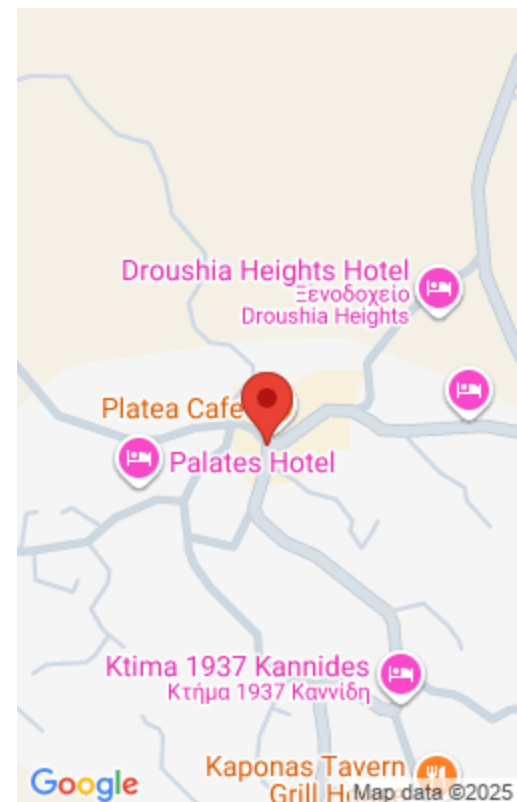 Droushia Heights Hotel
Ξενοδοχείο
Droushia Heights
Platea Cafe
Palates Hotel
Ktima 1937 Kannides
Κτήμα 1937 Καννίδη
Kaponas Tavern
Grill
Google
Map data ©2025